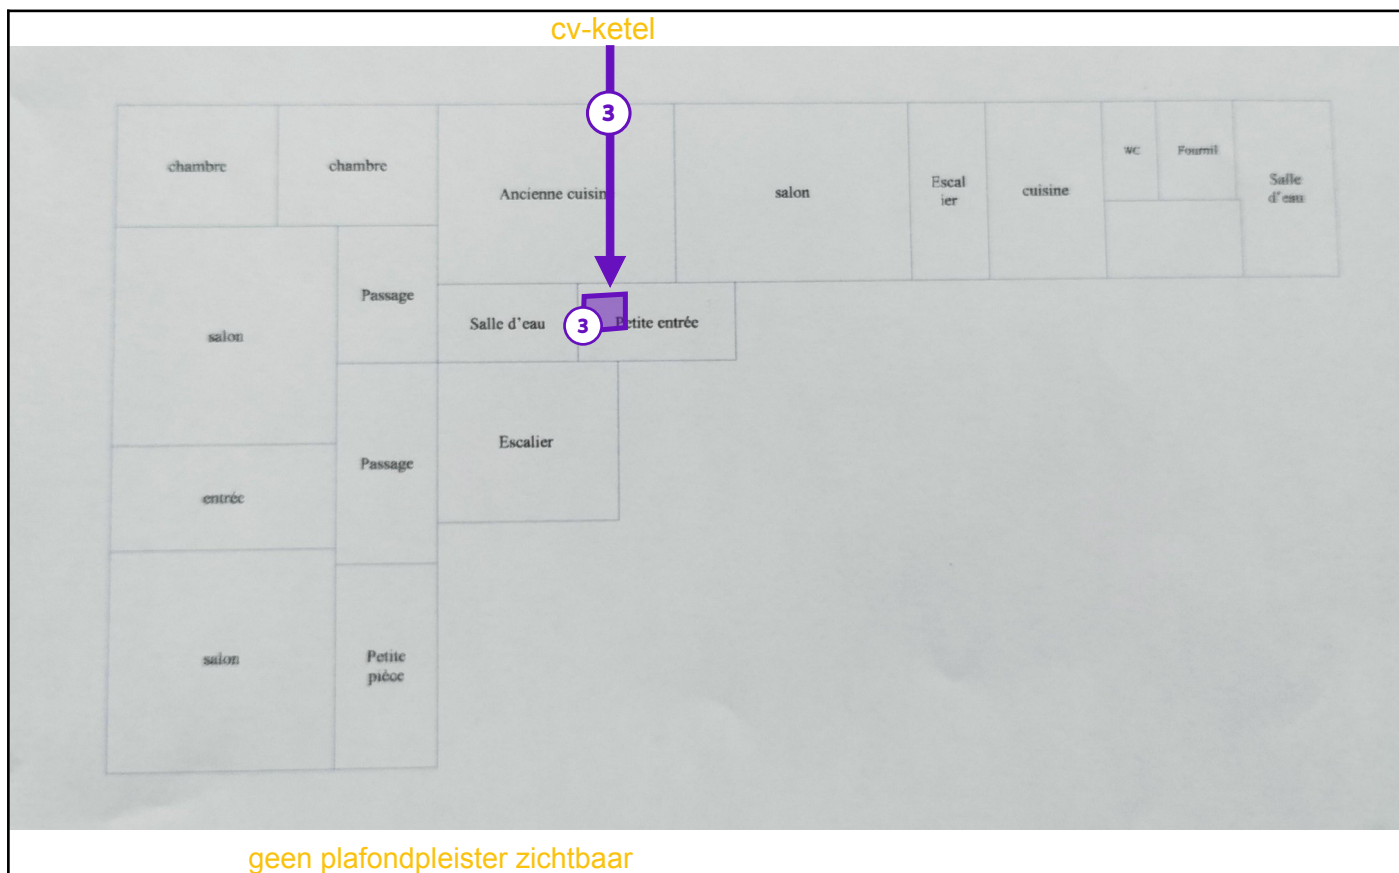 cv-ketel
3
chambre
chambre
Ancienne cuisin
salon
Escal
ier
cuisine
WC
Fournil
Salle
d'eau
Passage
salon
Salle d'eau
3
Petite entrée
Escalier
Passage
entrée
salon
Petite
pièce
geen plafondpleister zichtbaar